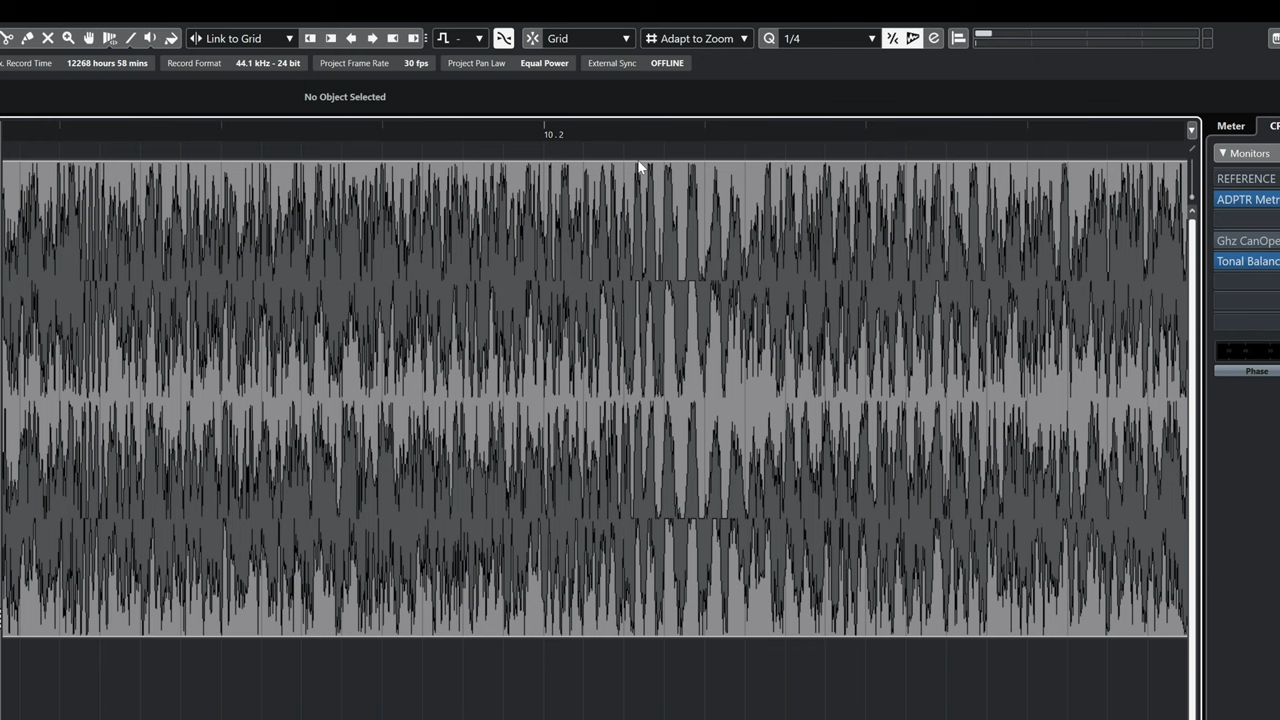 Link to Grid - Grid Adapt to Zoom Q 1/4
Record Time 12268 hours 58 mins Record Format 44.1 kHz - 24 bit Project Frame Rate 30 fps Project Pan Law Equal Power External Sync OFFLINE
No Object Selected
10.2
Meter
Monitors
REFERENCE
ADPTR Metr
Ghz CanOpe
Tonal Balanc
Phase